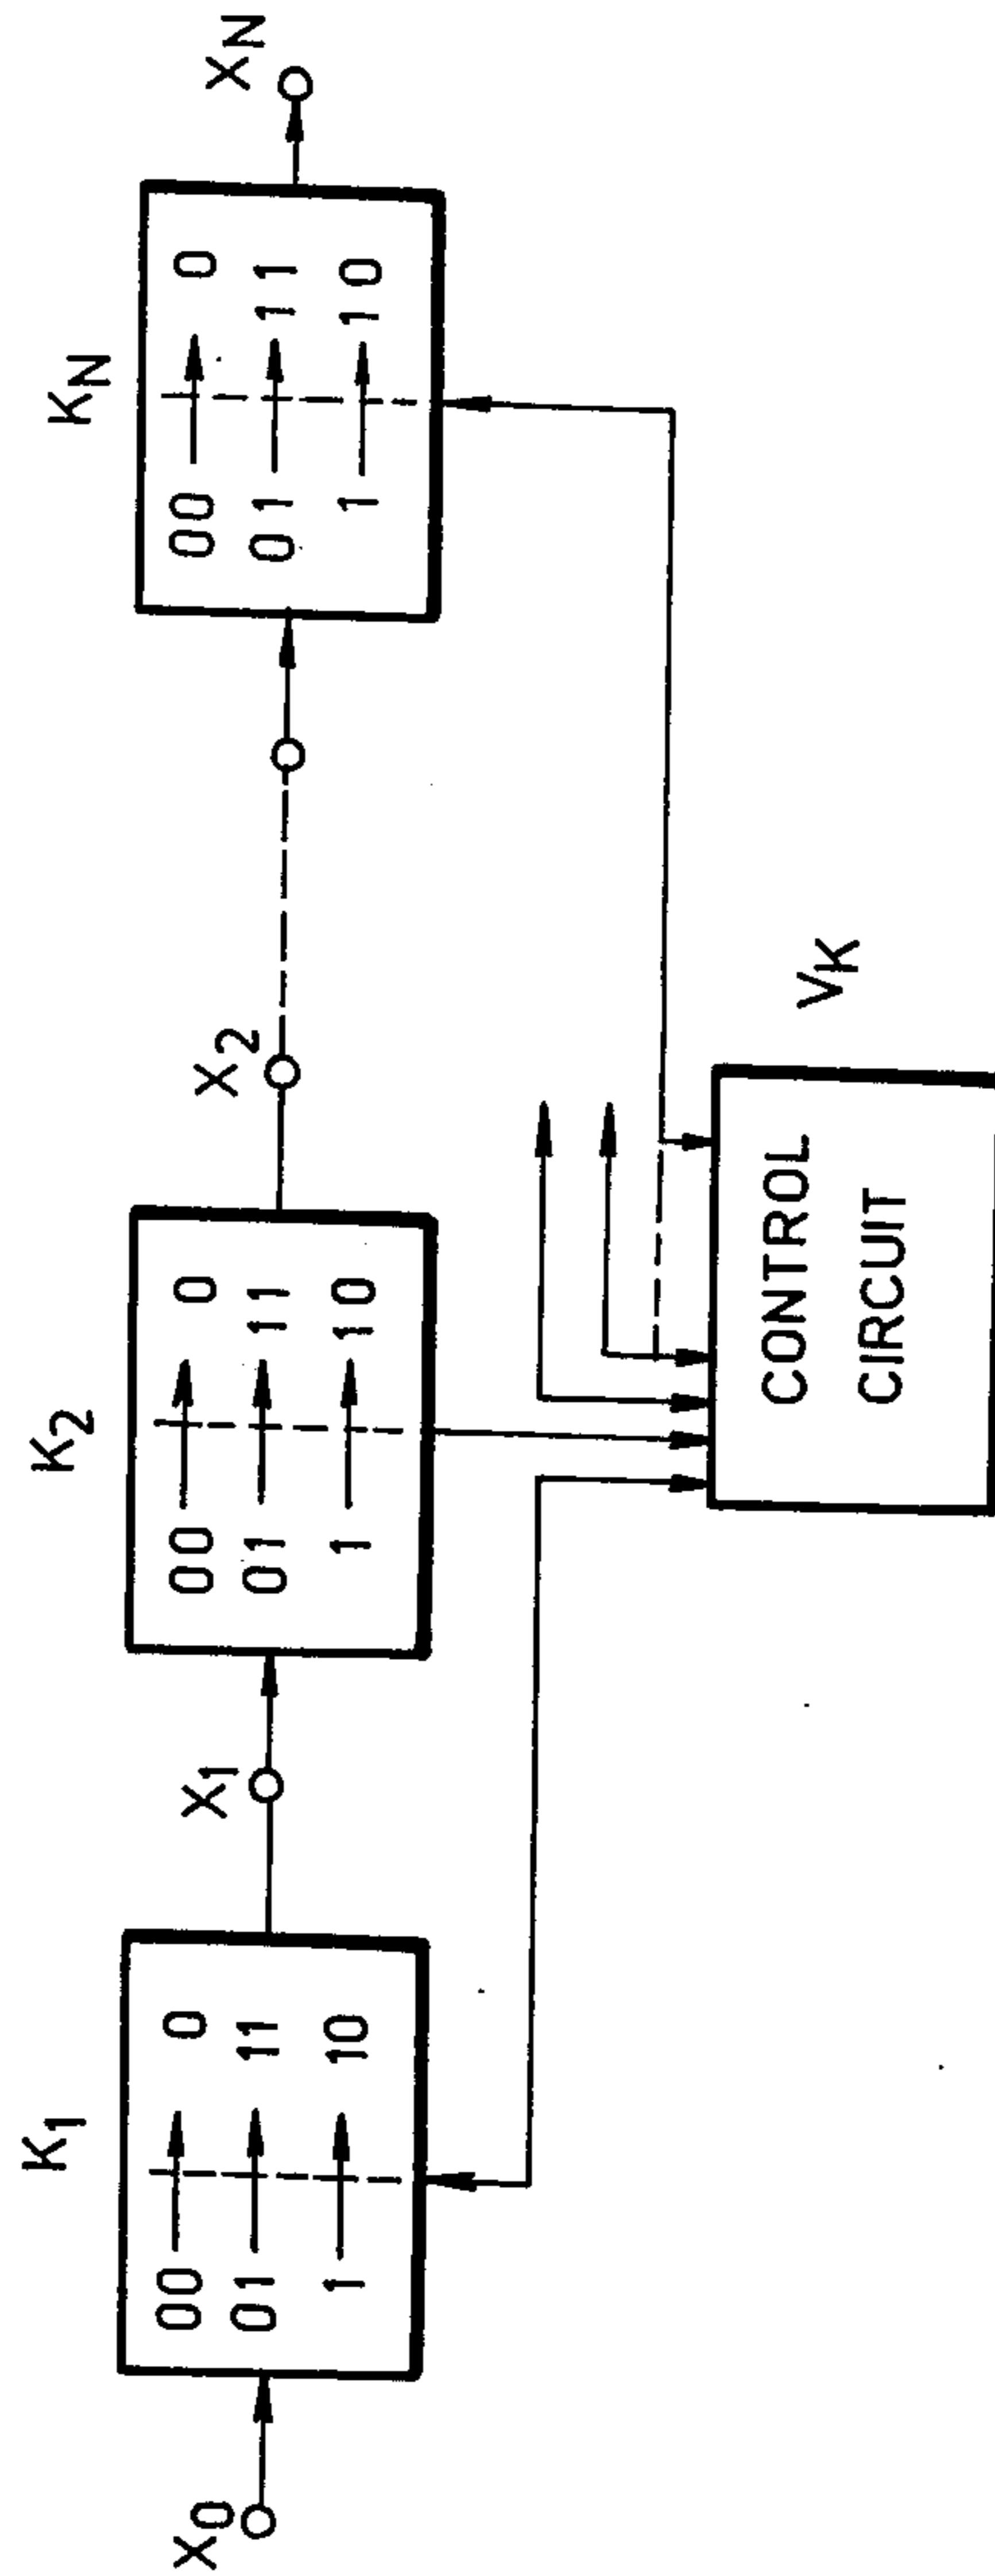 K1
K2
KN
X0
00 → 0
01 → 11
1 → 10
X1
00 → 0
01 → 11
1 → 10
X2
00 → 0
01 → 11
1 → 10
XN
CONTROL
CIRCUIT
VK